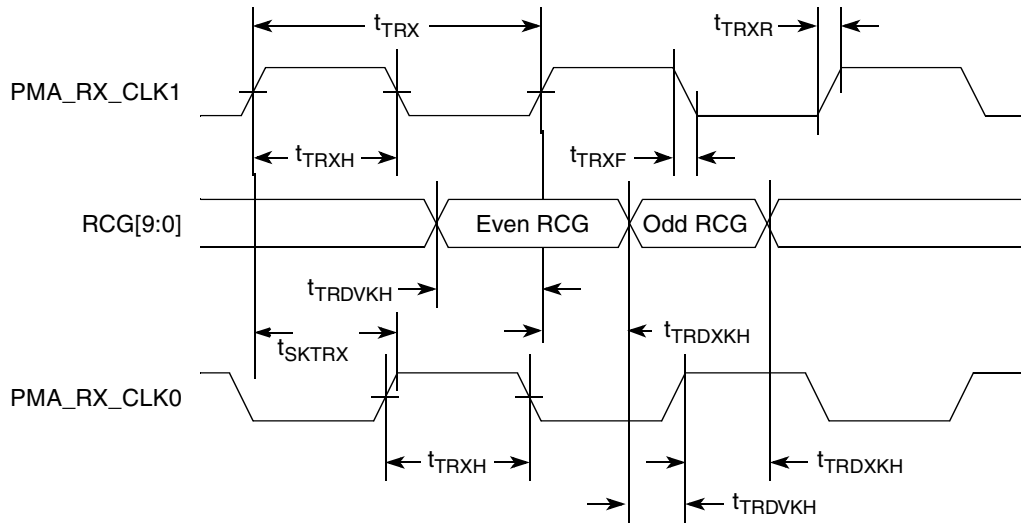 tTRX
tTRXR
PMA_RX_CLK1
tTRXH
tTRXF
RCG[9:0]
Even RCG
Odd RCG
tTRDVKH
tTRDXKH
tSKTRX
PMA_RX_CLK0
tTRXH
tTRDXKH
tTRDVKH